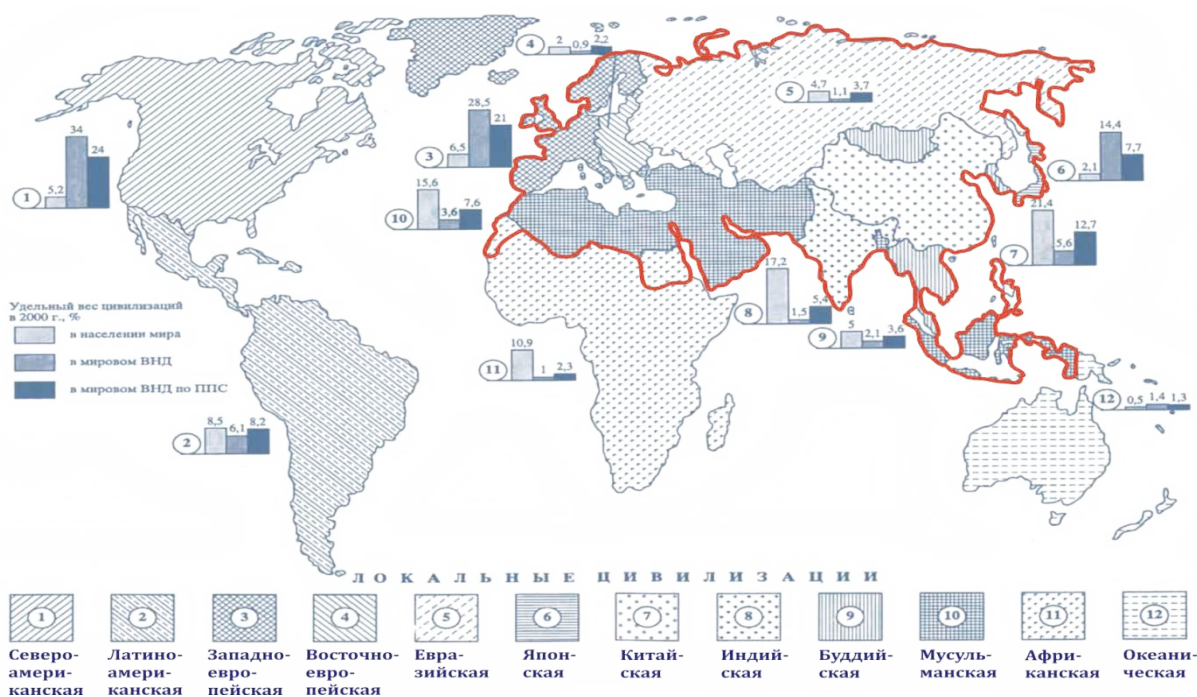 4
2
0,9
2,2
5
4,7
1,1
3,7
1
5,2
34
24
3
6,5
28,5
21
6
2,1
14,4
7,7
10
15,6
3,6
7,6
7
21,4
5,6
12,7
8
17,2
1,5
5,4
Удельный вес цивилизаций
в 2000 г., %
в населении мира
в мировом ВНД
в мировом ВНД по ППС
9
5
2,1
3,6
11
10,9
1
2,3
12
0,5
1,4
1,3
2
8,5
6,1
8,2
ЛОКАЛЬНЫЕ ЦИВИЛИЗАЦИИ
1
Северо-
амери-
канская
2
Латино-
амери-
канская
3
Западно-
евро-
пейская
4
Восточно-
евро-
пейская
5
Евра-
зийская
6
Япон-
ская
7
Китай-
ская
8
Индий-
ская
9
Буддий-
ская
10
Мусуль-
манская
11
Афри-
канская
12
Океани-
ческая